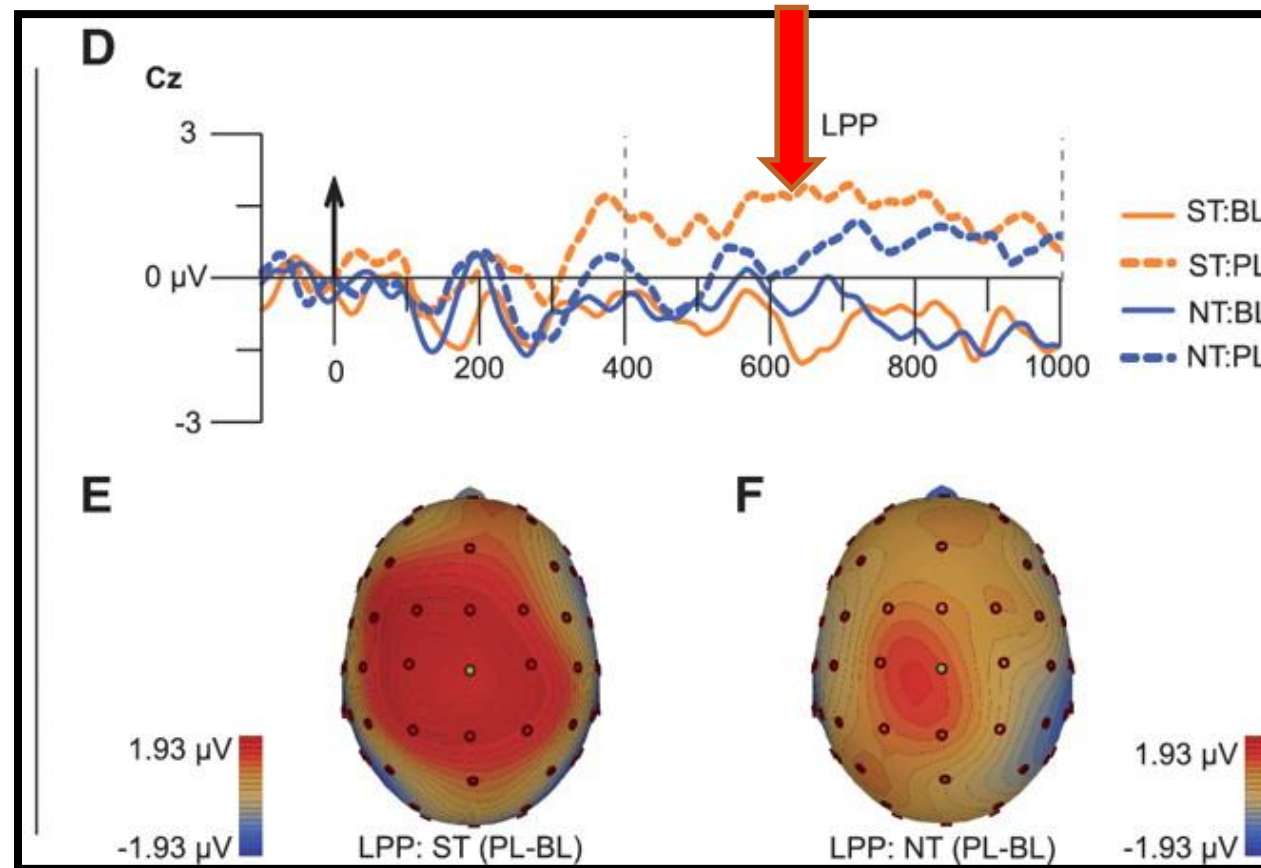 D
Cz
3
LPP
0 µV
-3
0 200 400 600 800 1000
ST:BL
ST:PL
NT:BL
NT:PL
E
F
1.93 µV
-1.93 µV
LPP: ST (PL-BL)
LPP: NT (PL-BL)
1.93 µV
-1.93 µV